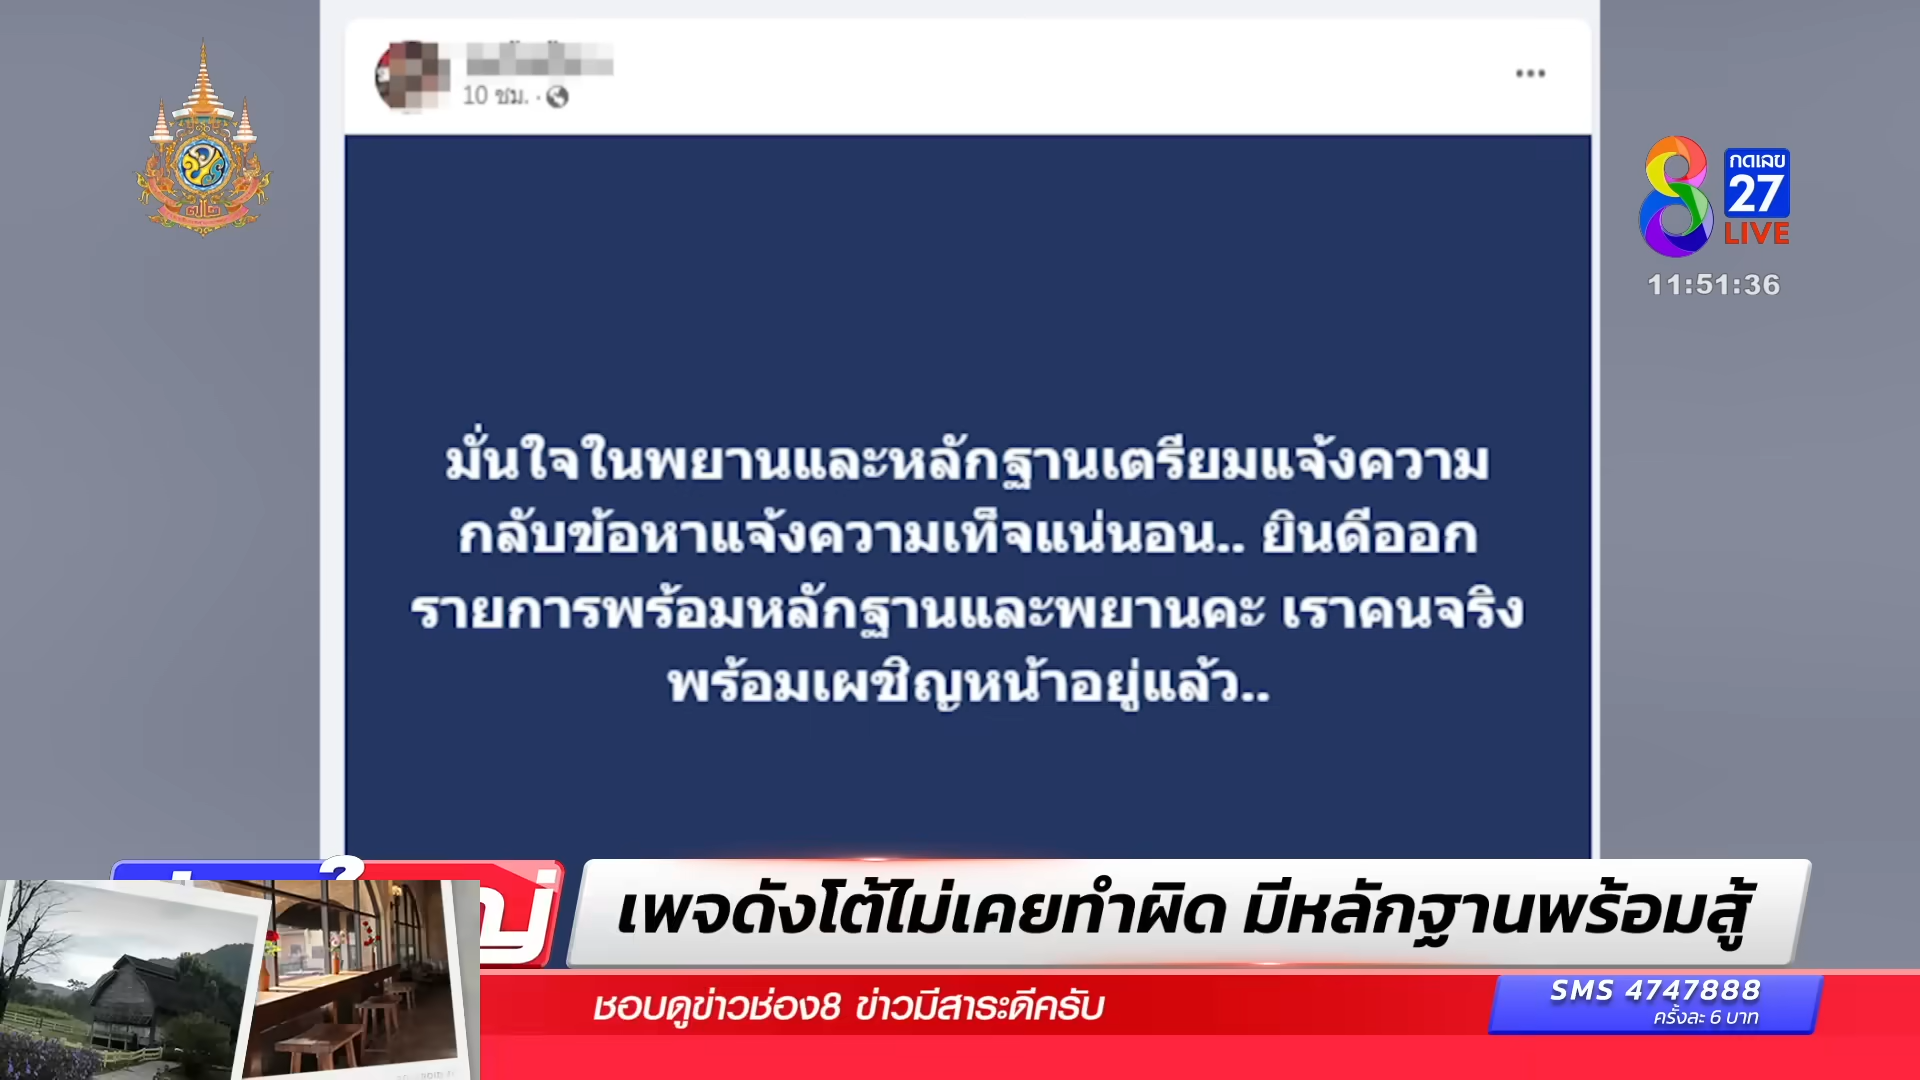 10 ชม.
กดเลข
27
LIVE
11:51:36
มั่นใจในพยานและหลักฐานเตรียมแจ้งความ
กลับข้อหาแจ้งความเท็จแน่นอน.. ยินดีออก
รายการพร้อมหลักฐานและพยานคะ เราคนจริง
พร้อมเผชิญหน้าอยู่แล้ว..
เพจดังโต้ไม่เคยทำผิด มีหลักฐานพร้อมสู้
ชอบดูข่าวช่อง8 ข่าวมีสาระดีครับ
SMS 4747888
ครั้งละ 6 บาท